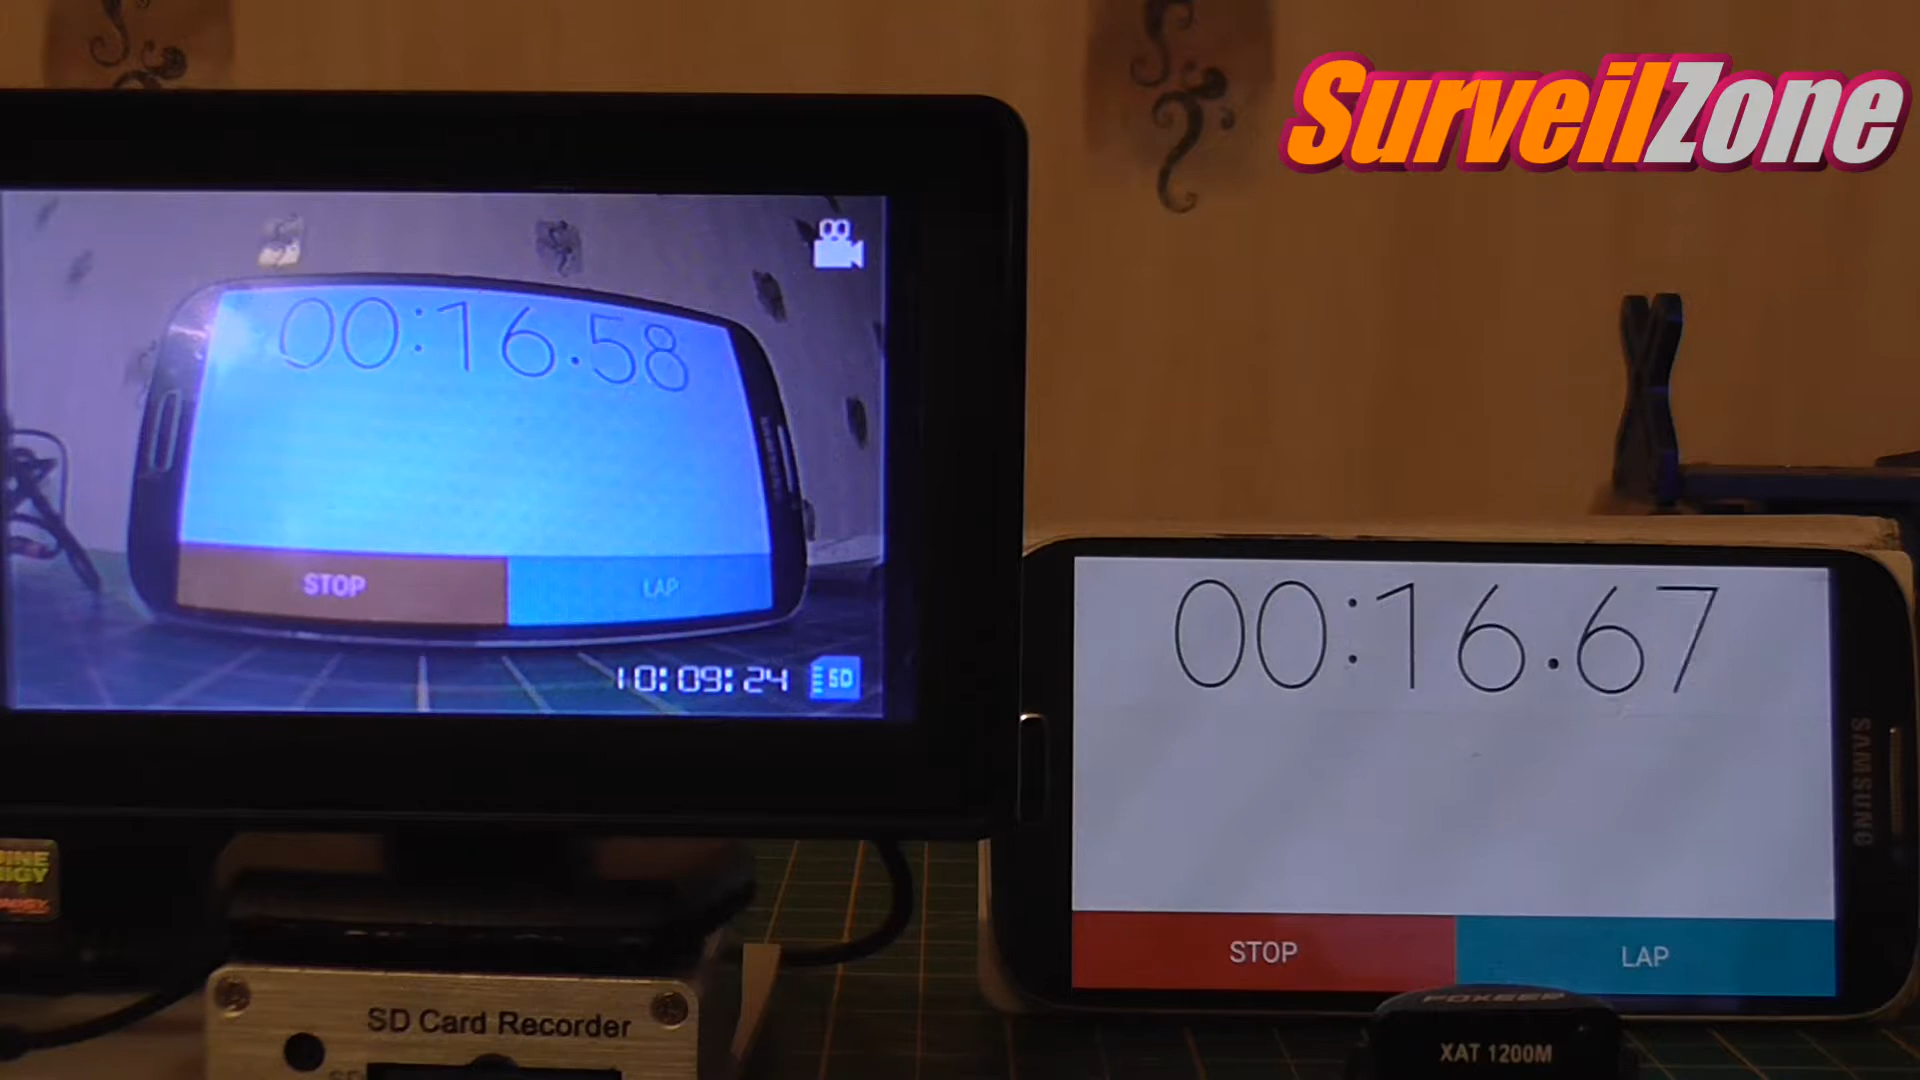 SurveilZone
00:16.58
STOP LAP
10:09:24 SD
00:16.67
SAMSUNG
STOP LAP
SD Card Recorder
FOXEER
XAT 1200M